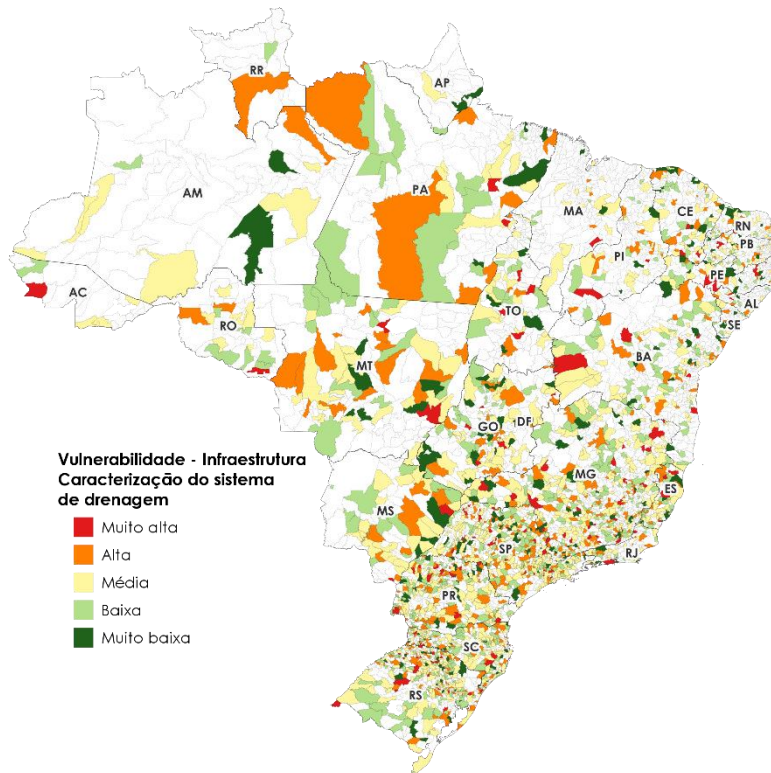 RR
AP
AM
PA
MA
CE
RN
PB
PI
PE
AC
AL
TO
SE
RO
BA
MT
GO
DF
Vulnerabilidade - Infraestrutura
Caracterização do sistema
de drenagem
MG
ES
MS
Muito alta
Alta
SP
RJ
Média
PR
Baixa
Muito baixa
SC
RS